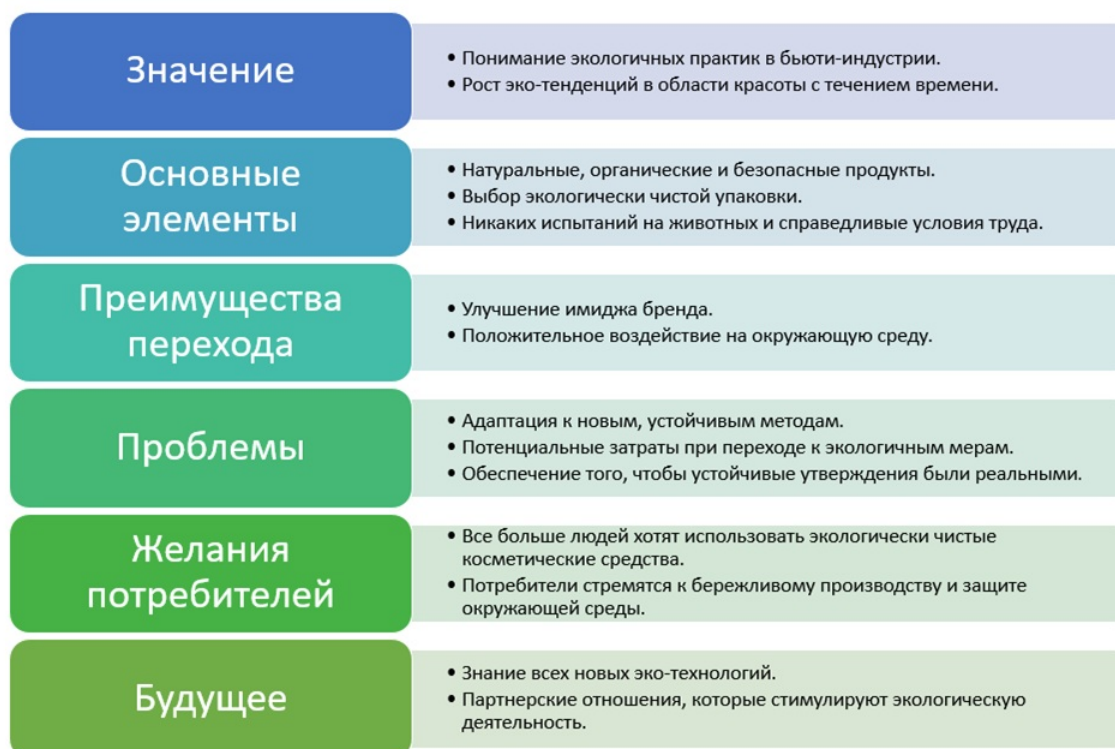 Значение
• Понимание экологичных практик в бьюти-индустрии.
• Рост эко-тенденций в области красоты с течением времени.
Основные
элементы
• Натуральные, органические и безопасные продукты.
• Выбор экологически чистой упаковки.
• Никаких испытаний на животных и справедливые условия труда.
Преимущества
перехода
• Улучшение имиджа бренда.
• Положительное воздействие на окружающую среду.
Проблемы
• Адаптация к новым, устойчивым методам.
• Потенциальные затраты при переходе к экологичным мерам.
• Обеспечение того, чтобы устойчивые утверждения были реальными.
Желания
потребителей
• Все больше людей хотят использовать экологически чистые
косметические средства.
• Потребители стремятся к бережливому производству и защите
окружающей среды.
Будущее
• Знание всех новых эко-технологий.
• Партнерские отношения, которые стимулируют экологическую
деятельность.